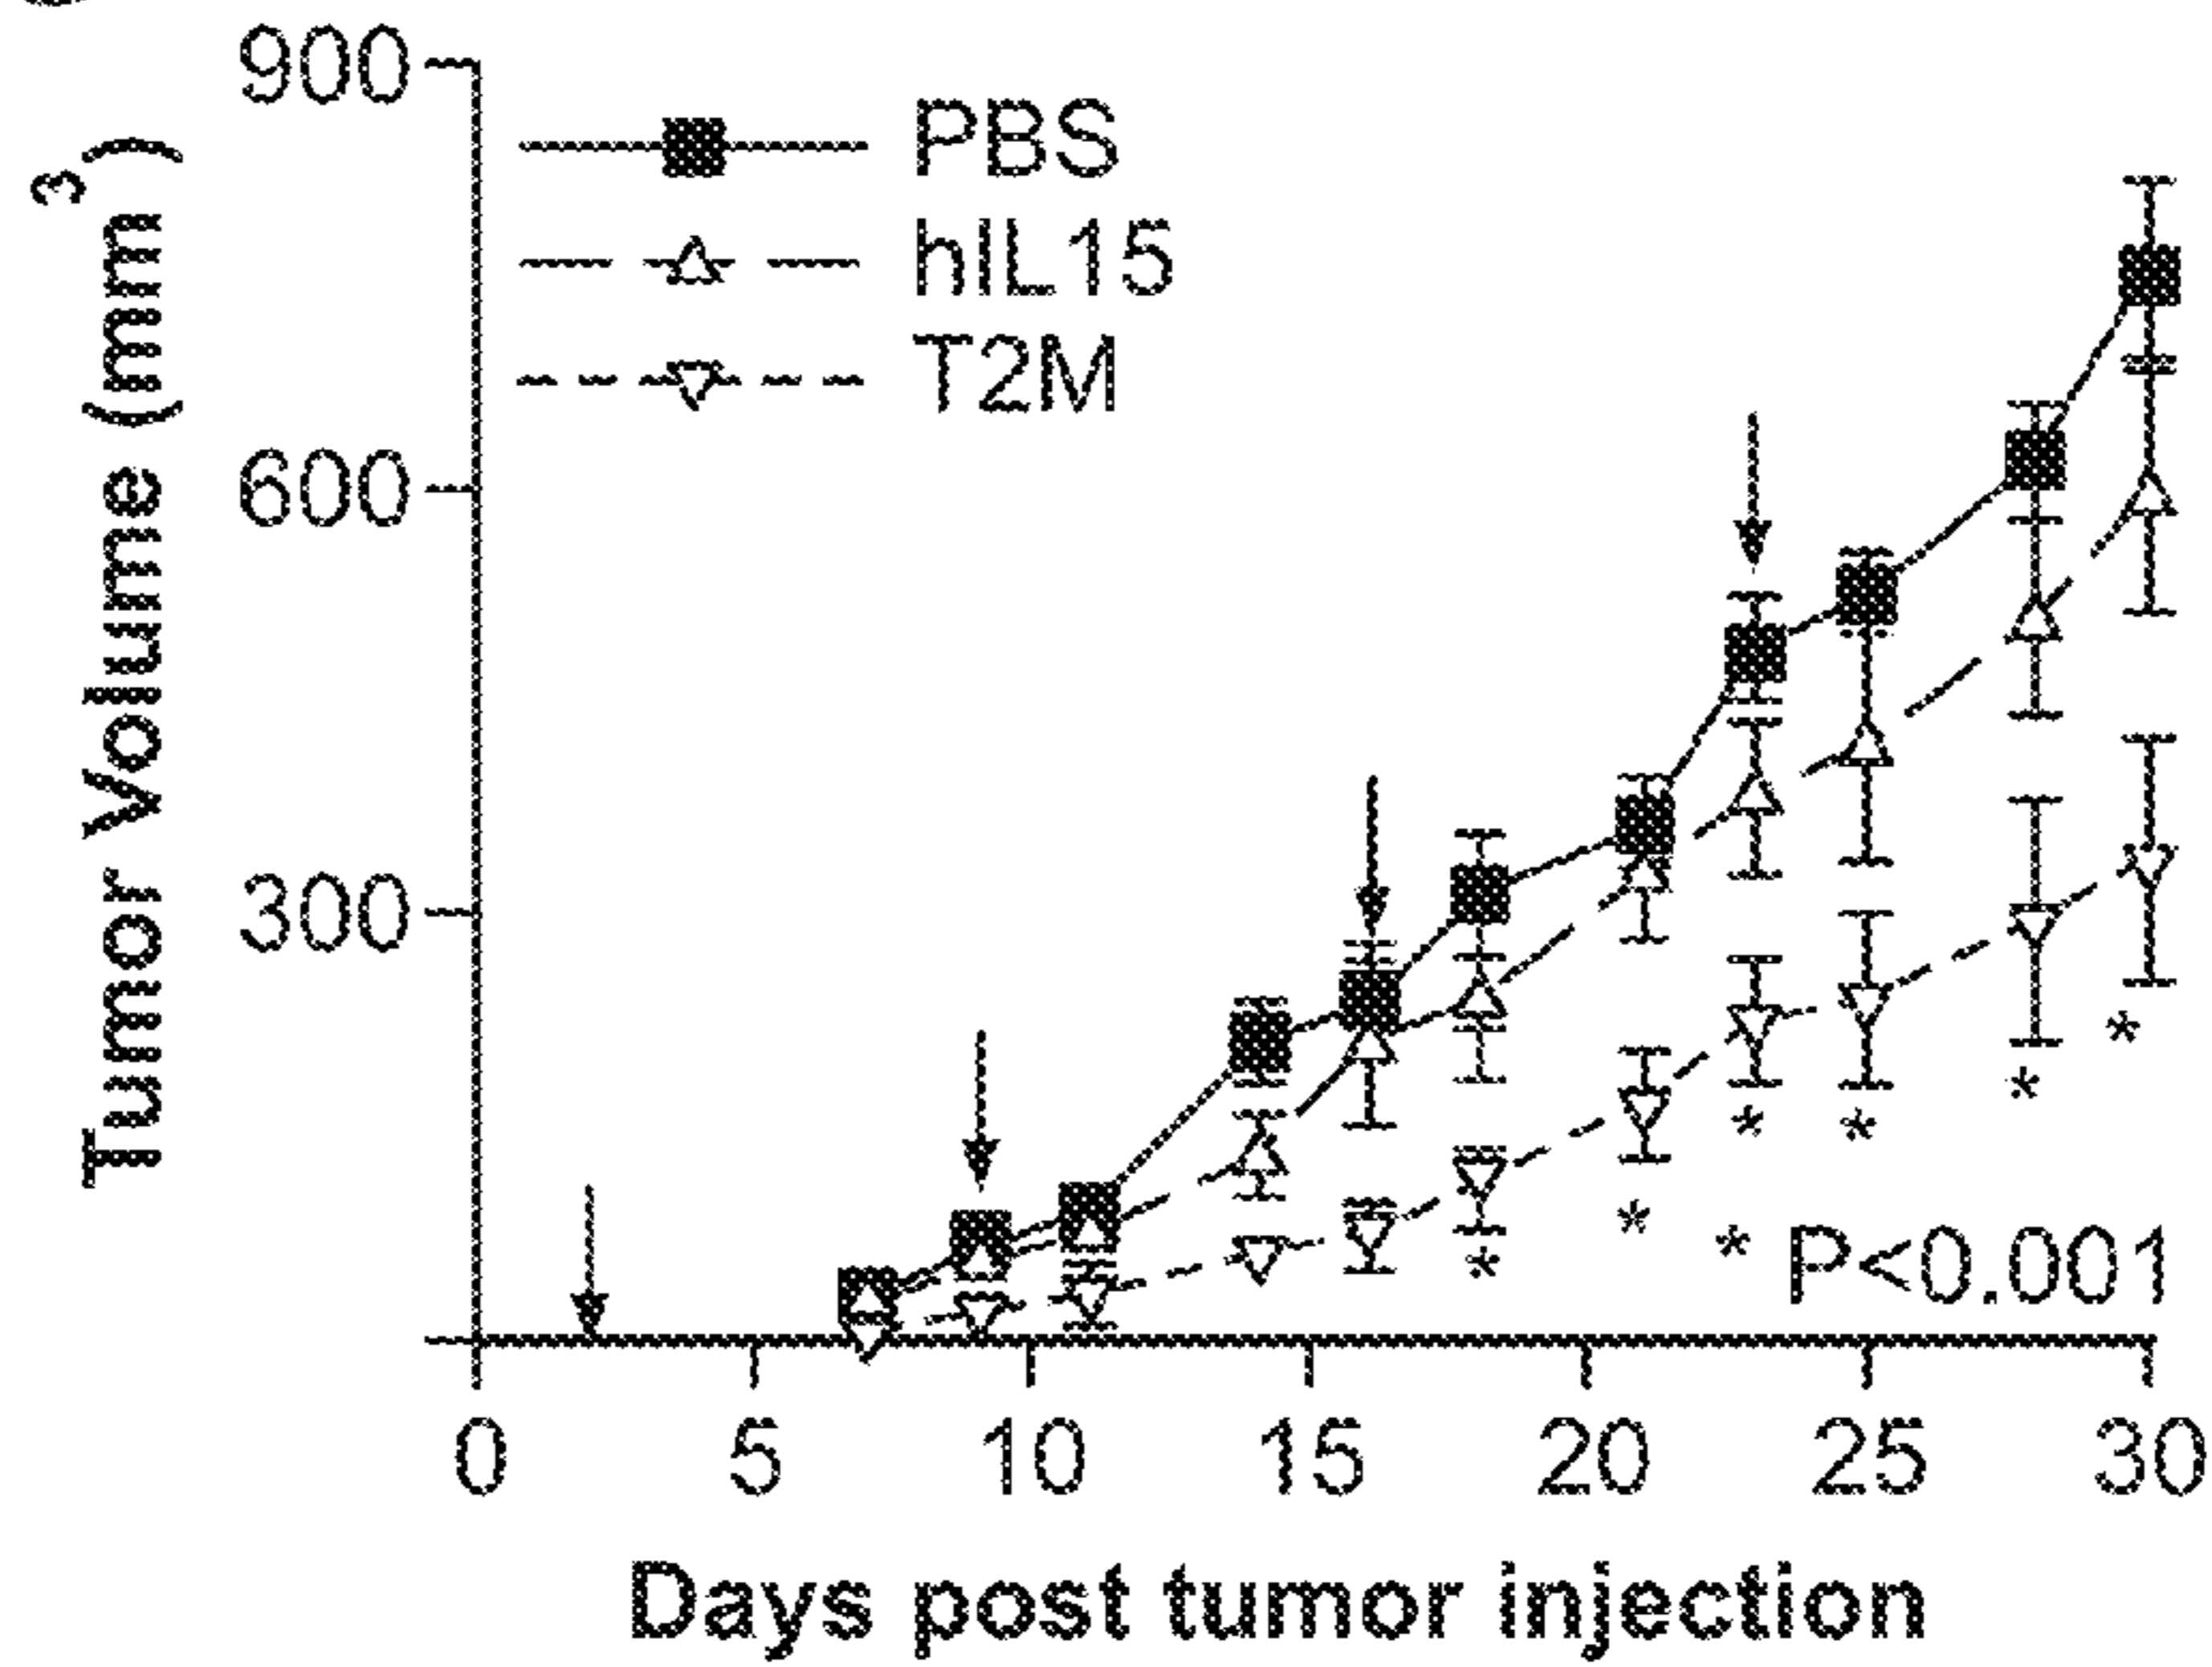 900
600
300
Tumor Volume (mm³)
PBS
hIL15
T2M
*
*
*
*
*
*
* P<0.001
0 5 10 15 20 25 30
Days post tumor injection